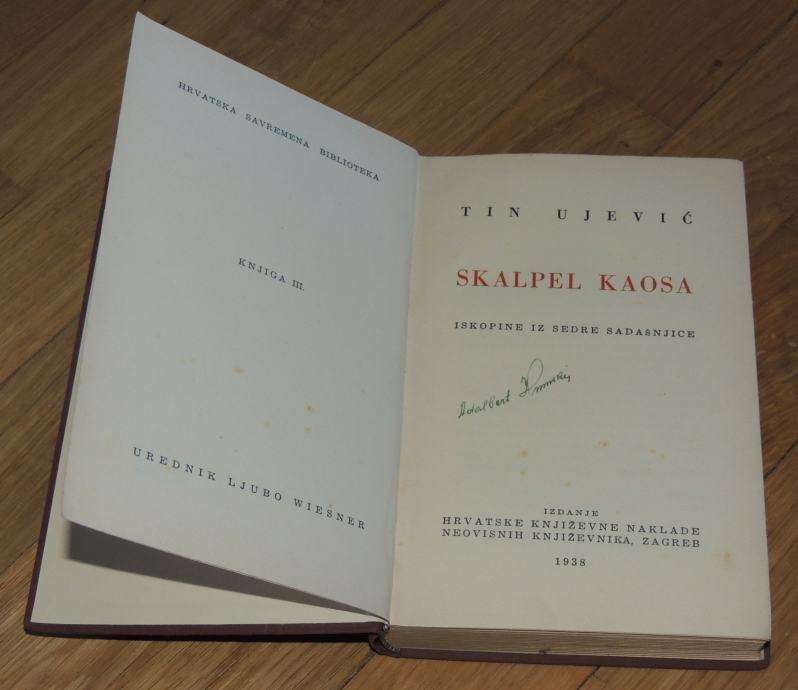 HRVATSKA SAVREMENA BIBLIOTEKA
KNJIGA III.
UREDNIK LJUBO WIESNER
TIN UJEVIĆ
SKALPEL KAOSA
ISKOPINE IZ SEDRE SADAŠNJICE
Adalbert
IZDANJE
HRVATSKE KNJIŽEVNE NAKLADE
NEOVISNIH KNJIŽEVNIKA, ZAGREB
1938